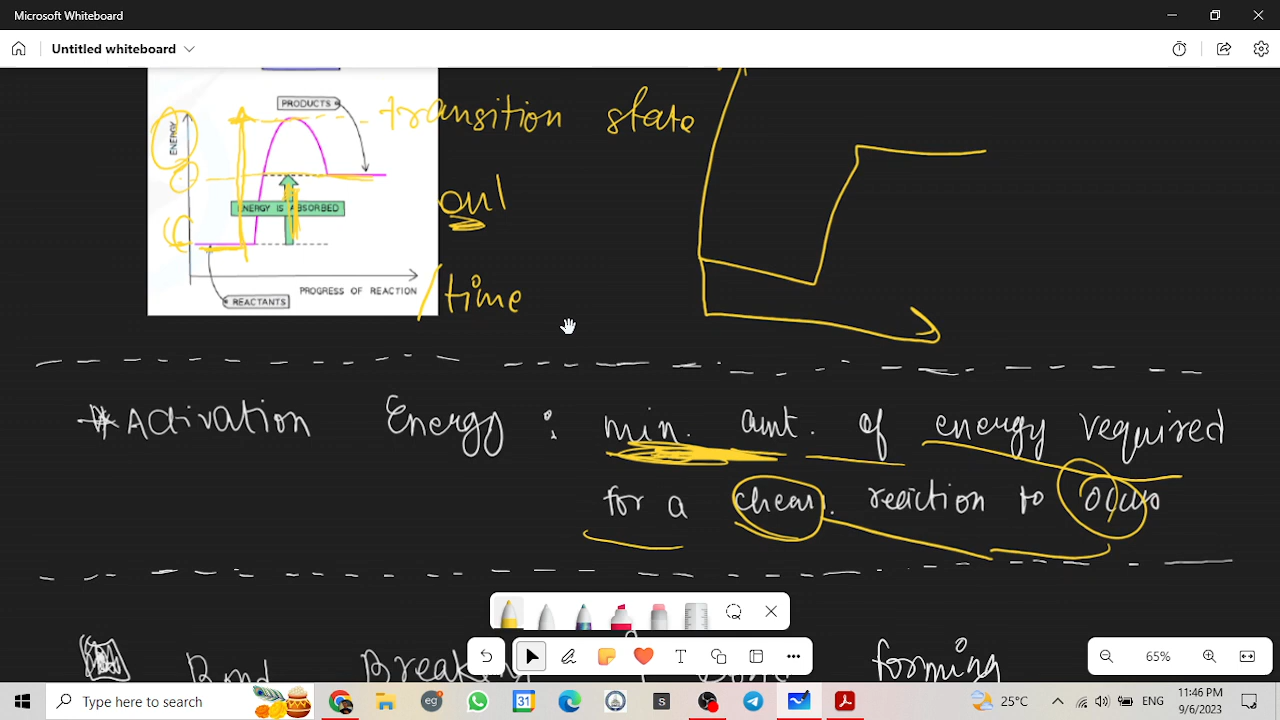 Microsoft Whiteboard
Untitled whiteboard
PRODUCTS
transition state
ENERGY
ENERGY IS ABSORBED
PROGRESS OF REACTION
/ time
REACTANTS
* Activation Energy : min. amt. of energy required
for a chem. reaction to occur
Bond Breaking Bond forming
65%
Type here to search
25°C
ENG
11:46 PM
9/6/2023